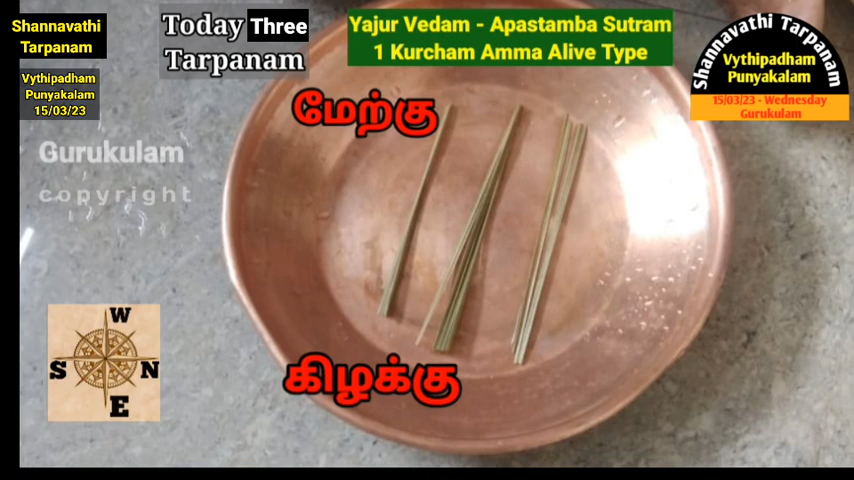 Shannavathi
Tarpanam
Vythipadham
Punyakalam
15/03/23
Today Three
Tarpanam
Yajur Vedam - Apastamba Sutram
1 Kurcham Amma Alive Type
Shannavathi Tarpanam
Vythipadham
Punyakalam
15/03/23 - Wednesday
Gurukulam
மேற்கு
Gurukulam
copyright
W
S N
E
கிழக்கு